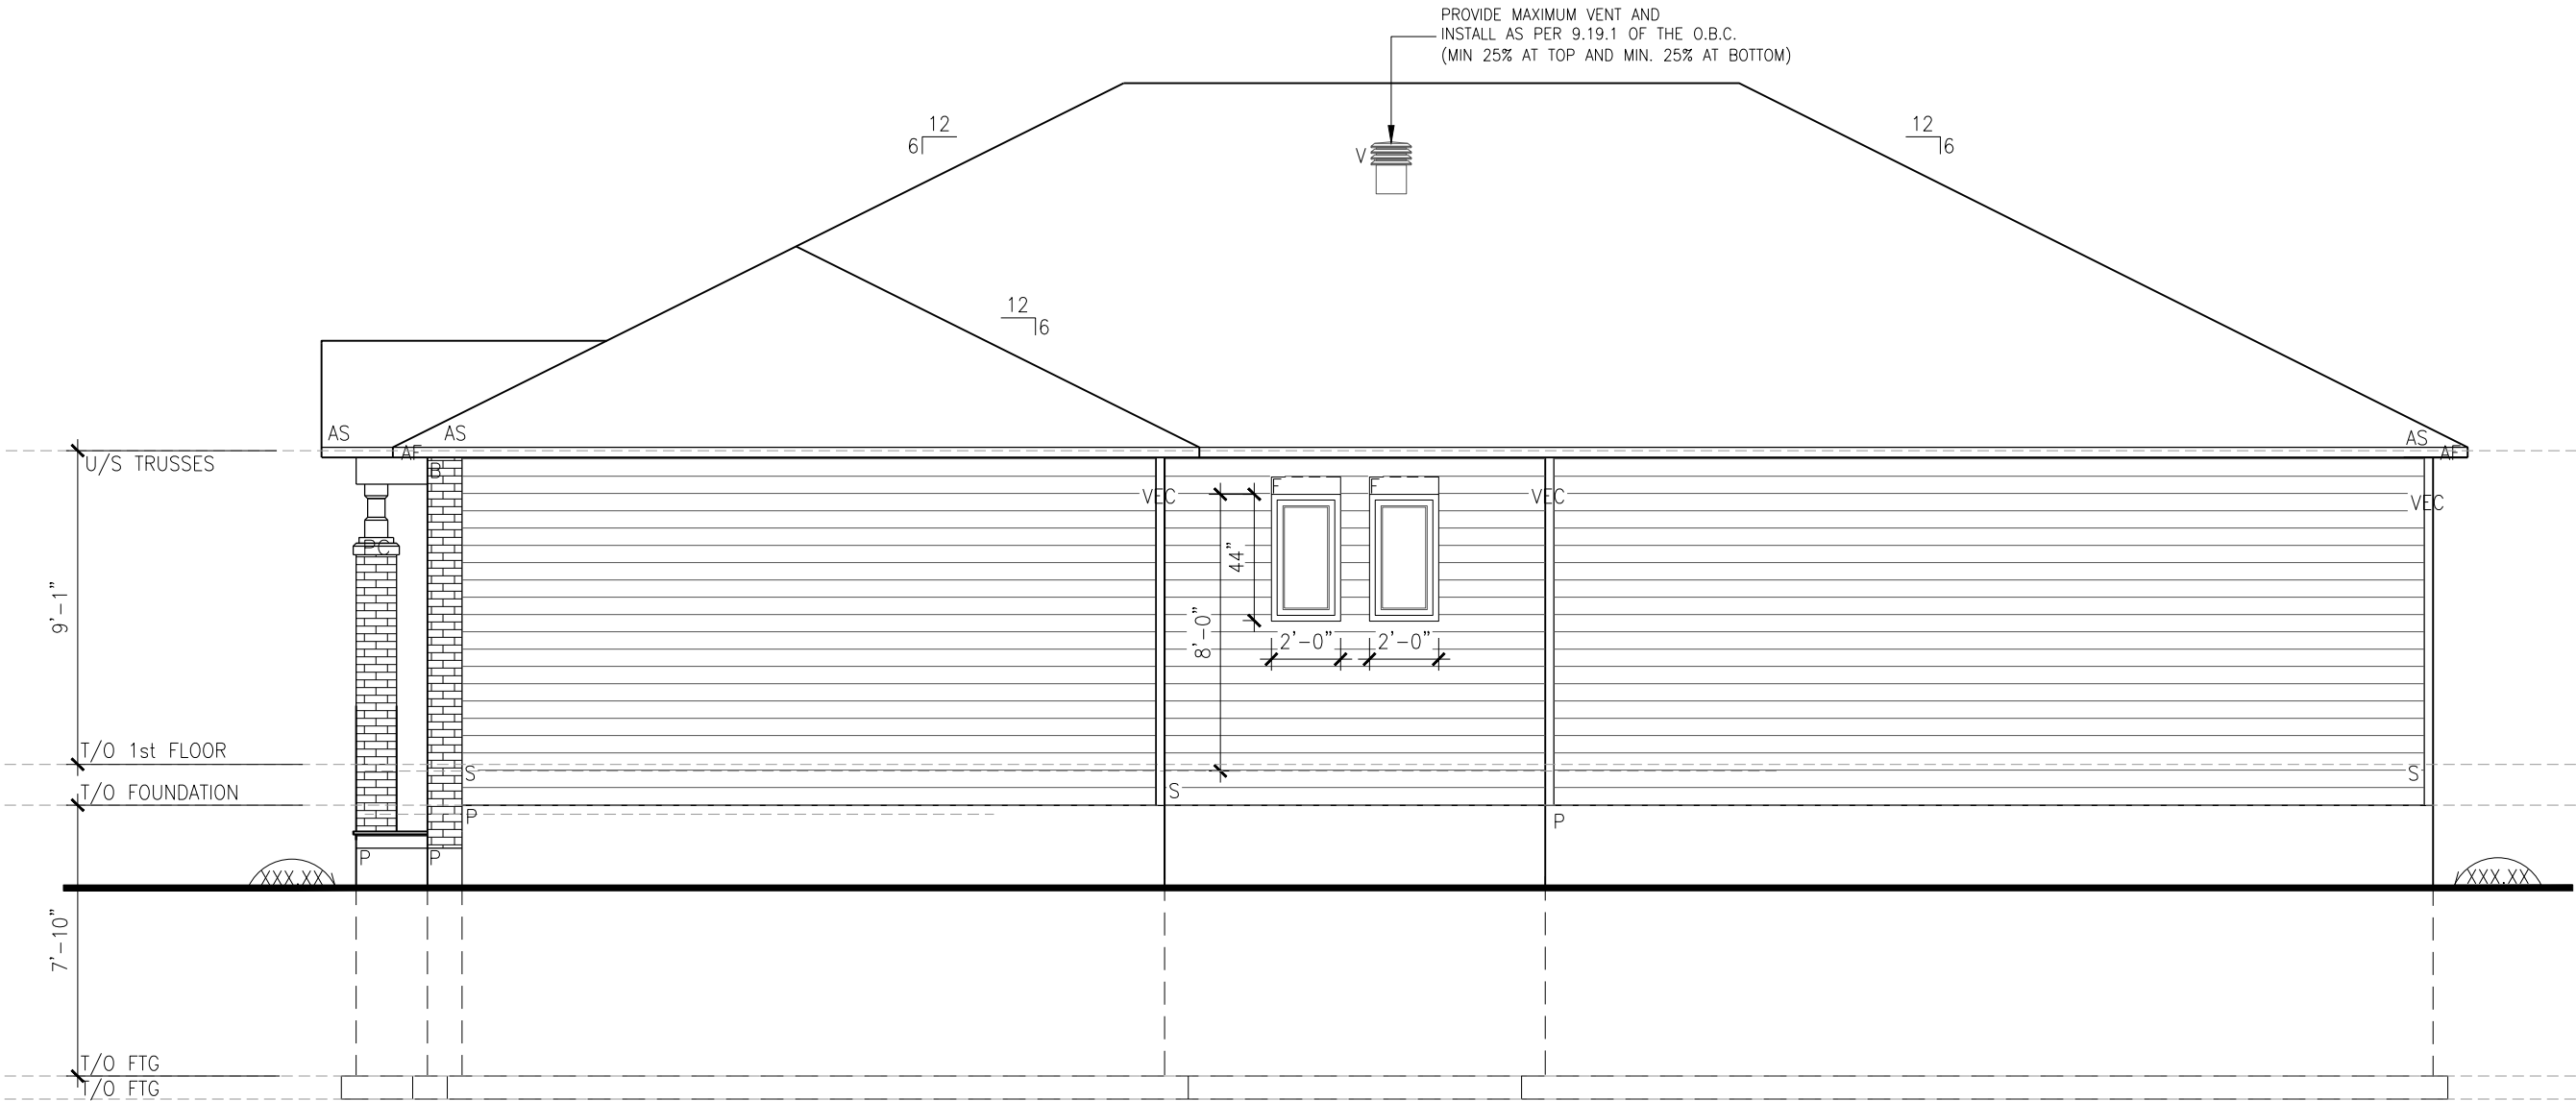 PROVIDE MAXIMUM VENT AND
INSTALL AS PER 9.19.1 OF THE O.B.C.
(MIN 25% AT TOP AND MIN. 25% AT BOTTOM)
12
6
12
6
V
12
6
AS
AS
AS
AF
AF
U/S TRUSSES
B
F
F
VEC
VEC
VEC
PC
44"
9'-1"
8'-0"
2'-0"
2'-0"
T/O 1st FLOOR
S
S
T/O FOUNDATION
S
P
P
P
P
XXX.XX
XXX.XX
7'-10"
T/O FTG
T/O FTG